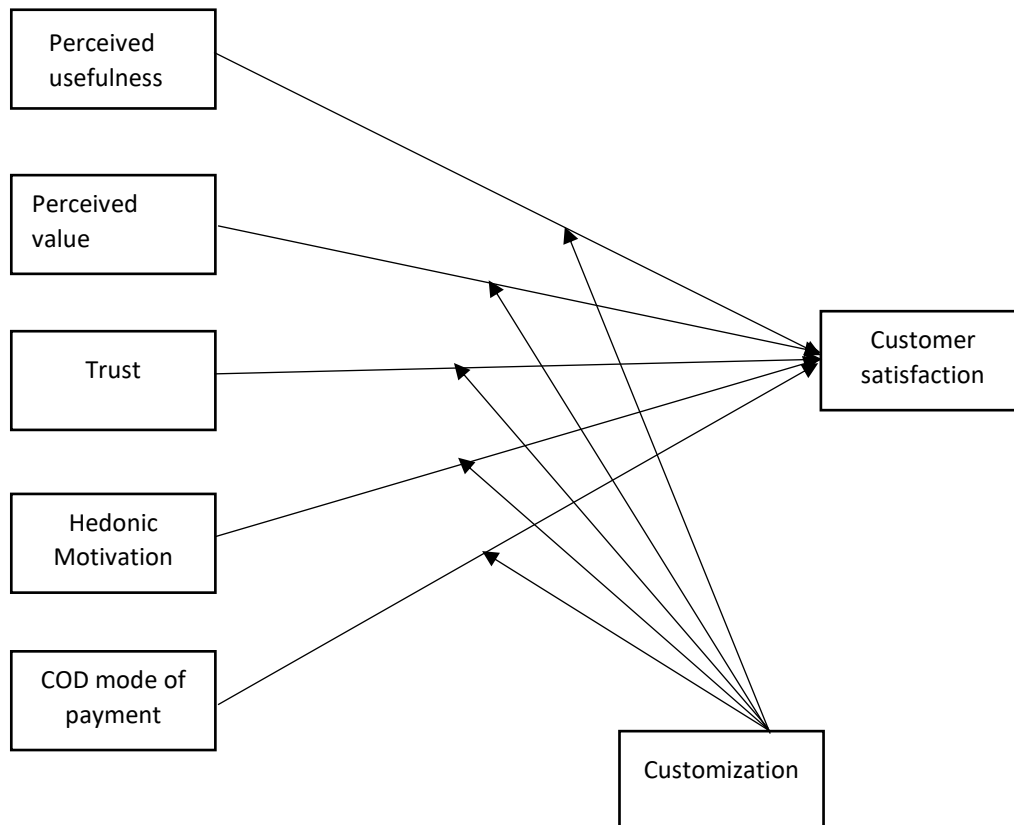 Perceived
usefulness
Perceived
value
Trust
Customer
satisfaction
Hedonic
Motivation
COD mode of
payment
Customization